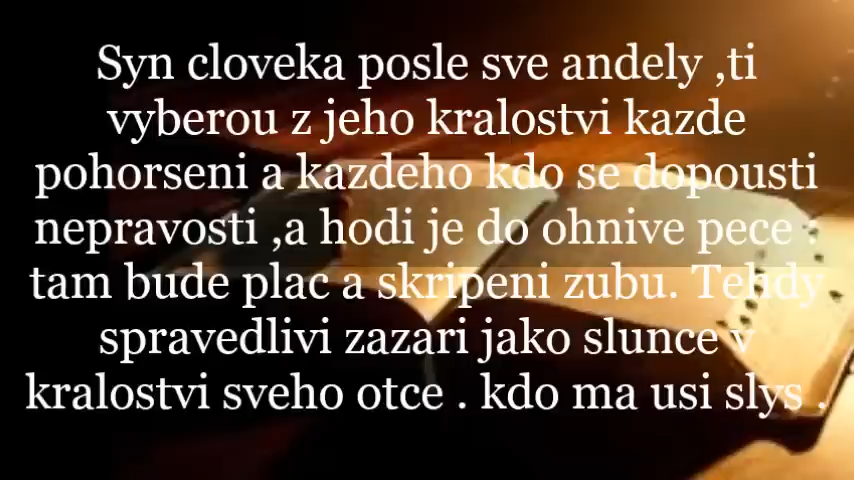 Syn cloveka posle sve andely ,ti
vyberou z jeho kralostvi kazde
pohorseni a kazdeho kdo se dopousti
nepravosti ,a hodi je do ohnive pece .
tam bude plac a skripeni zubu. Tehdy
spravedlivi zazari jako slunce v
kralostvi sveho otce . kdo ma usi slys .